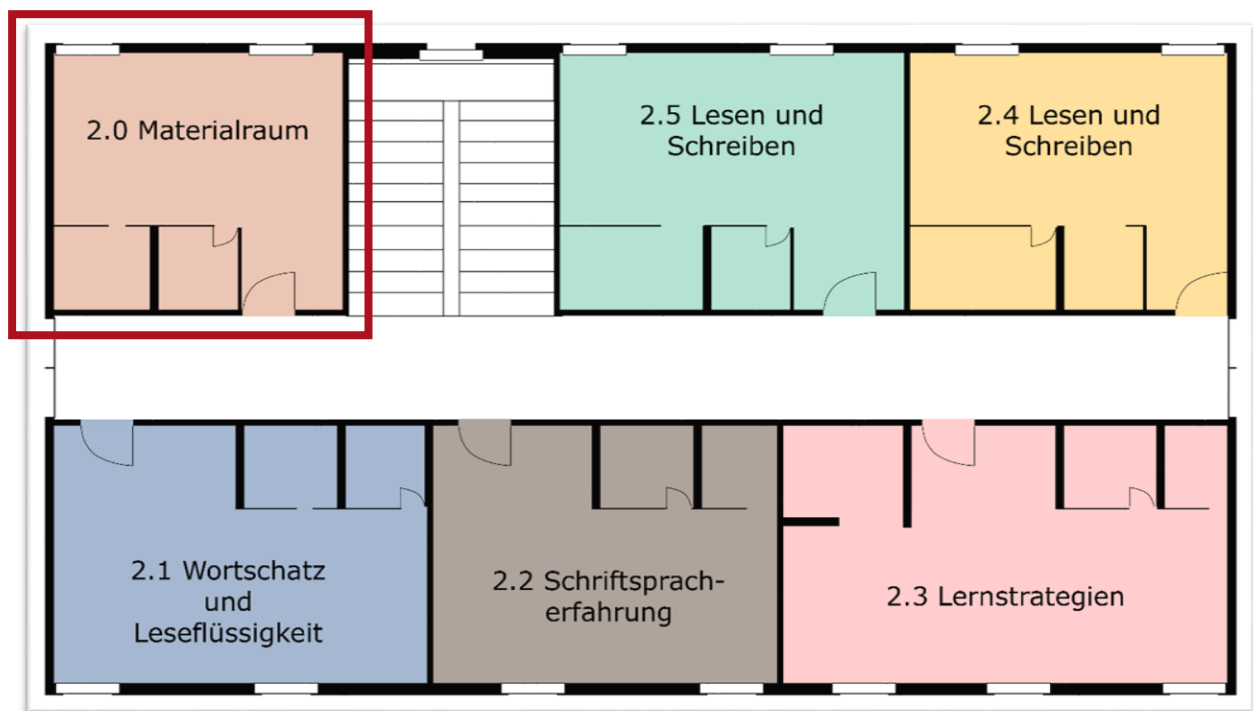 2.0 Materialraum
2.5 Lesen und
Schreiben
2.4 Lesen und
Schreiben
2.1 Wortschatz
und
Leseflüssigkeit
2.2 Schriftsprach-
erfahrung
2.3 Lernstrategien